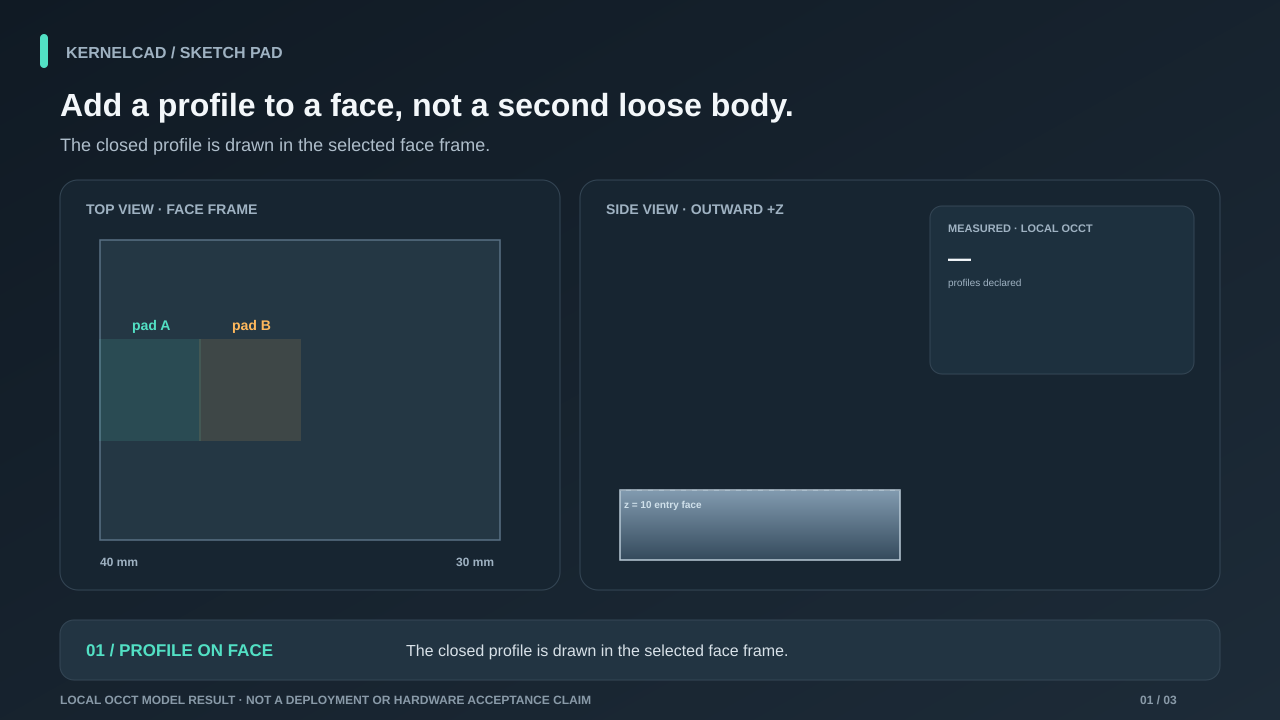 KERNELCAD / SKETCH PAD
Add a profile to a face, not a second loose body.
The closed profile is drawn in the selected face frame.
TOP VIEW · FACE FRAME
pad A
pad B
40 mm
30 mm
SIDE VIEW · OUTWARD +Z
MEASURED · LOCAL OCCT
—
profiles declared
z = 10 entry face
01 / PROFILE ON FACE
The closed profile is drawn in the selected face frame.
LOCAL OCCT MODEL RESULT · NOT A DEPLOYMENT OR HARDWARE ACCEPTANCE CLAIM
01 / 03